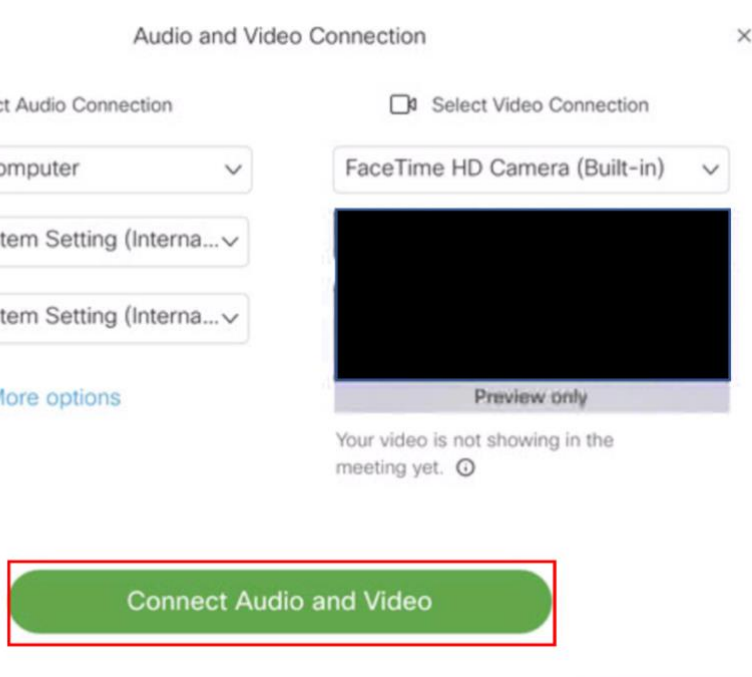 Audio and Video Connection
ct Audio Connection
Select Video Connection
omputer
FaceTime HD Camera (Built-in)
tem Setting (Interna...
tem Setting (Interna...
More options
Preview only
Your video is not showing in the
meeting yet.
Connect Audio and Video